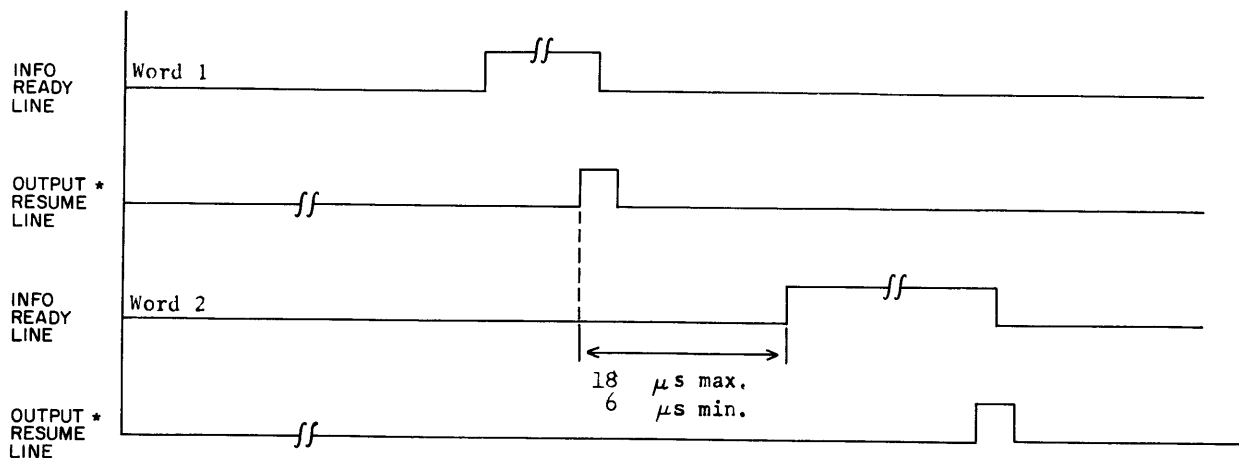 INFO
READY
LINE
Word 1
OUTPUT *
RESUME
LINE
INFO
READY
LINE
Word 2
18 μs max.
6 μs min.
OUTPUT *
RESUME
LINE